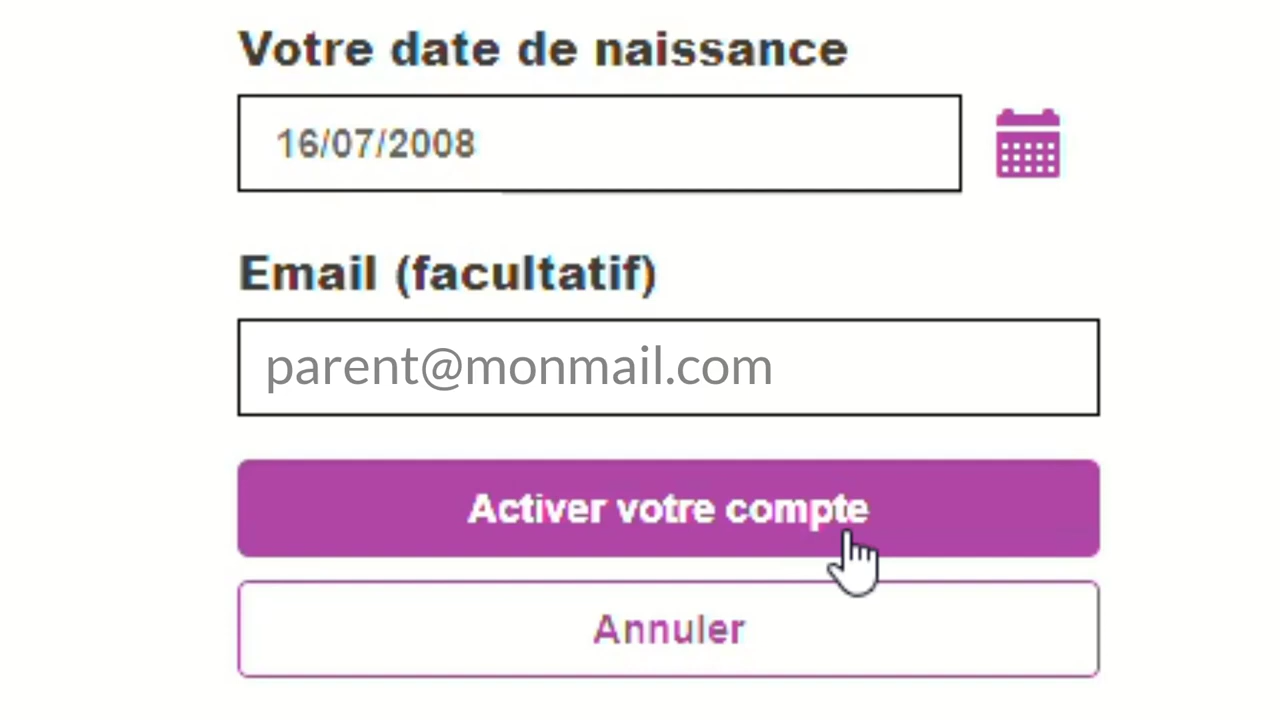 Votre date de naissance
16/07/2008
Email (facultatif)
parent@monmail.com
Activer votre compte
Annuler